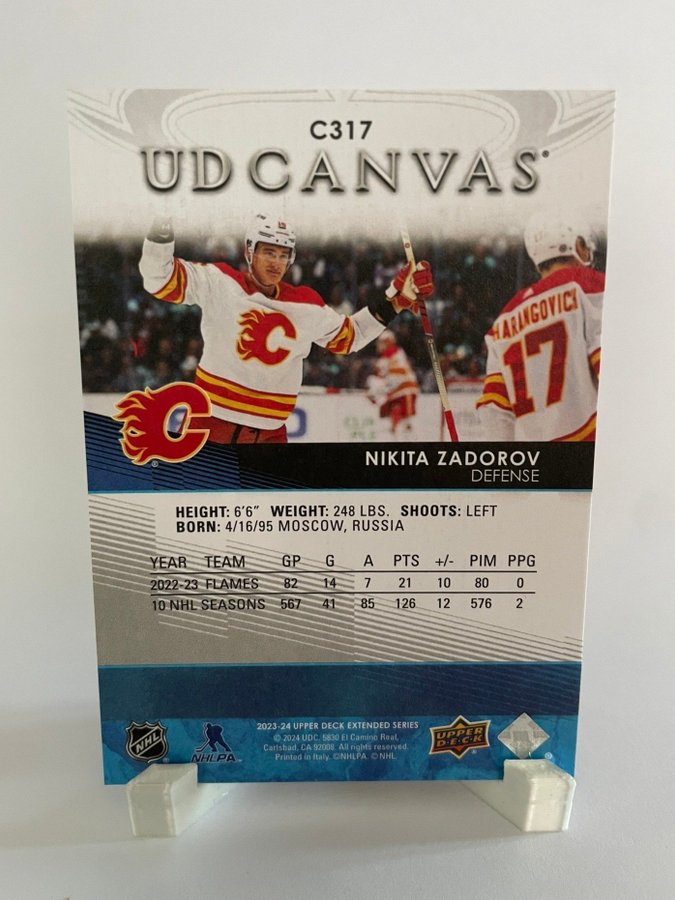 C317
UD CANVAS®
HARANGOVICH
17
C
NIKITA ZADOROV
DEFENSE
HEIGHT: 6'6" WEIGHT: 248 LBS. SHOOTS: LEFT
BORN: 4/16/95 MOSCOW, RUSSIA
YEAR TEAM GP G A PTS +/- PIM PPG
2022-23 FLAMES 82 14 7 21 10 80 0
10 NHL SEASONS 567 41 85 126 12 576 2
2023-24 UPPER DECK EXTENDED SERIES
© 2024 UDC. 5830 El Camino Real,
Carlsbad, CA 92008. All rights reserved.
Printed in Italy. ©NHLPA. © NHL.
NHL
NHLPA
UPPER
DECK